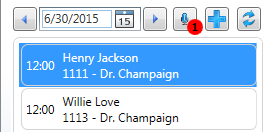 6/30/2015 15
1
12:00 Henry Jackson
1111 - Dr. Champaign
12:00 Willie Love
1113 - Dr. Champaign